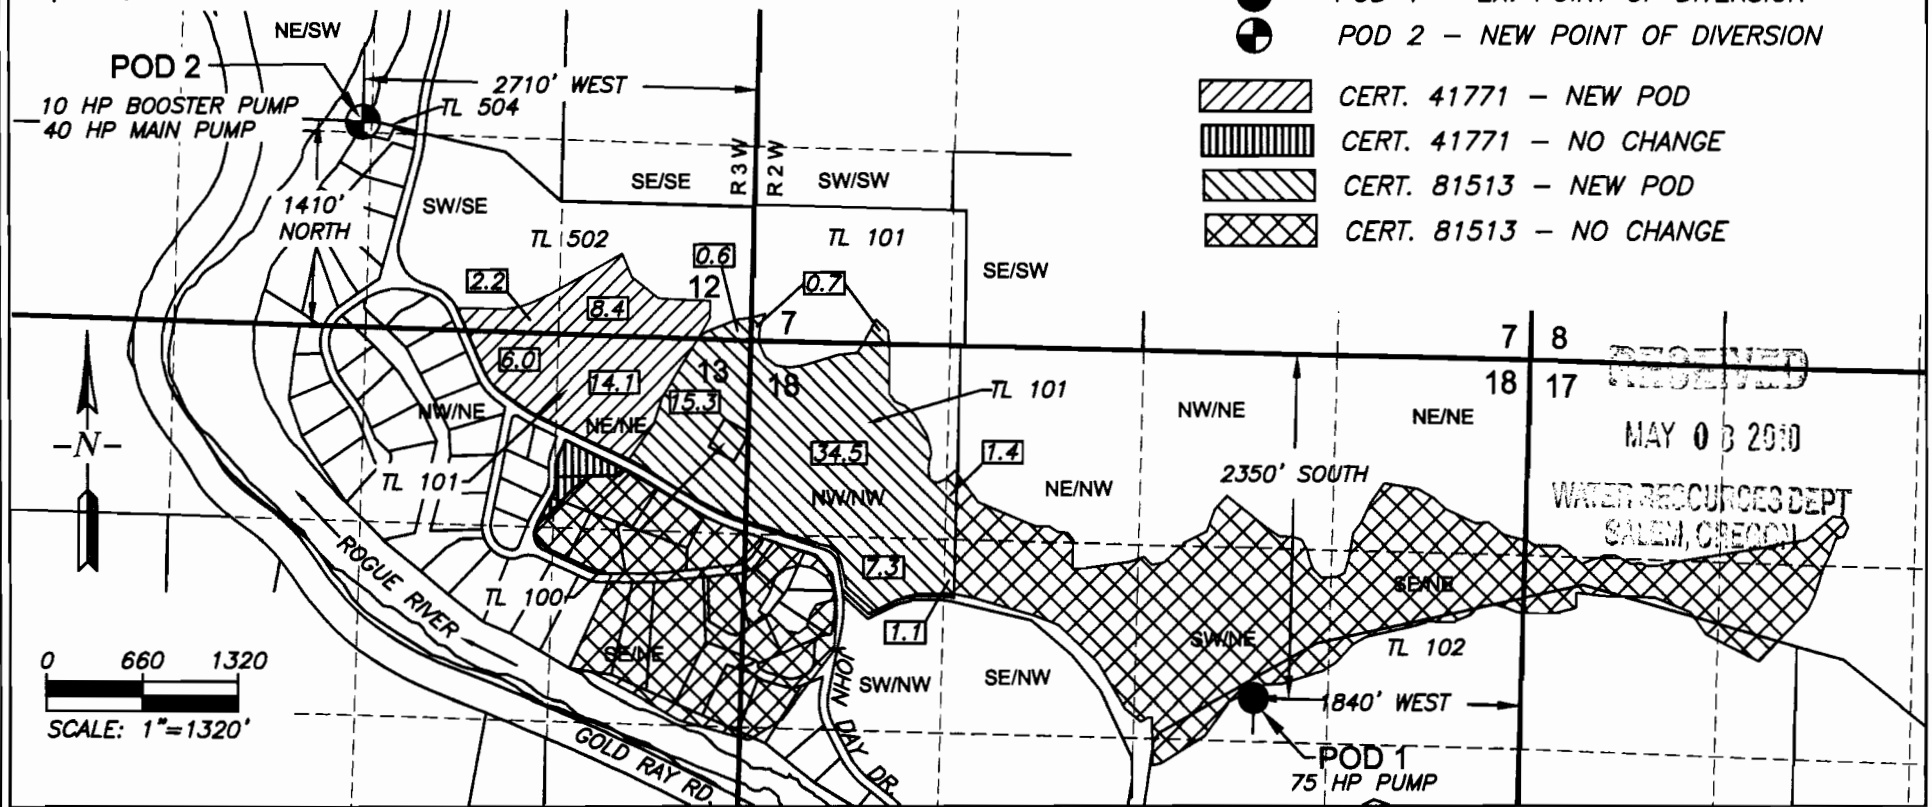 POD 2 – NEW POINT OF DIVERSION
CERT. 41771 – NEW POD
CERT. 41771 – NO CHANGE
CERT. 81513 – NEW POD
CERT. 81513 – NO CHANGE
NE/SW
POD 2
2710' WEST
10 HP BOOSTER PUMP
40 HP MAIN PUMP
TL 504
R 3 W
R 2 W
SE/SE
SW/SW
1410'
NORTH
SW/SE
TL 502
TL 101
0.6
SE/SW
2.2
12
0.7
8.4
7
7
8
6.0
13
18
18
17
14.1
15.3
TL 101
RECEIVED
NW/NE
NE/NE
NW/NE
NE/NE
MAY 0 3 2010
-N-
34.5
1.4
2350' SOUTH
TL 101
NW/NW
NE/NW
WATER RESOURCES DEPT
SALEM, OREGON
ROGUE RIVER
7.3
TL 100
SE/NE
1.1
SW/NE
TL 102
0 660 1320
SE/NE
JOHN DAY DR.
SW/NW
SE/NW
1840' WEST
SCALE: 1"=1320'
GOLD RAY RD.
POD 1
75 HP PUMP